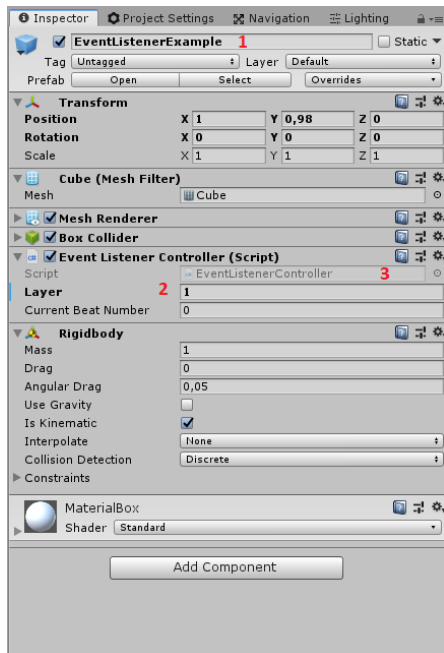 Inspector Project Settings Navigation Lighting
EventListenerExample 1 Static
Tag Untagged Layer Default
Prefab Open Select Overrides
Transform
Position X 1 Y 0,98 Z 0
Rotation X 0 Y 0 Z 0
Scale X 1 Y 1 Z 1
Cube (Mesh Filter)
Mesh Cube
Mesh Renderer
Box Collider
Event Listener Controller (Script)
Script EventListenerController 3
Layer 2 1
Current Beat Number 0
Rigidbody
Mass 1
Drag 0
Angular Drag 0,05
Use Gravity
Is Kinematic
Interpolate None
Collision Detection Discrete
Constraints
MaterialBox
Shader Standard
Add Component